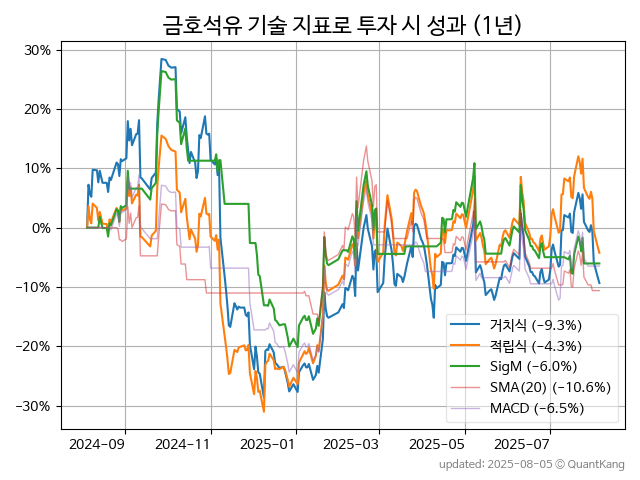 금호석유 기술 지표로 투자 시 성과 (1년)
30%
20%
10%
0%
−10%
−20%
−30%
2024−09
2024−11
2025−01
2025−03
2025−05
2025−07
거치식 (−9.3%)
적립식 (−4.3%)
SigM (−6.0%)
SMA(20) (−10.6%)
MACD (−6.5%)
updated: 2025-08-05 ⓒ QuantKang